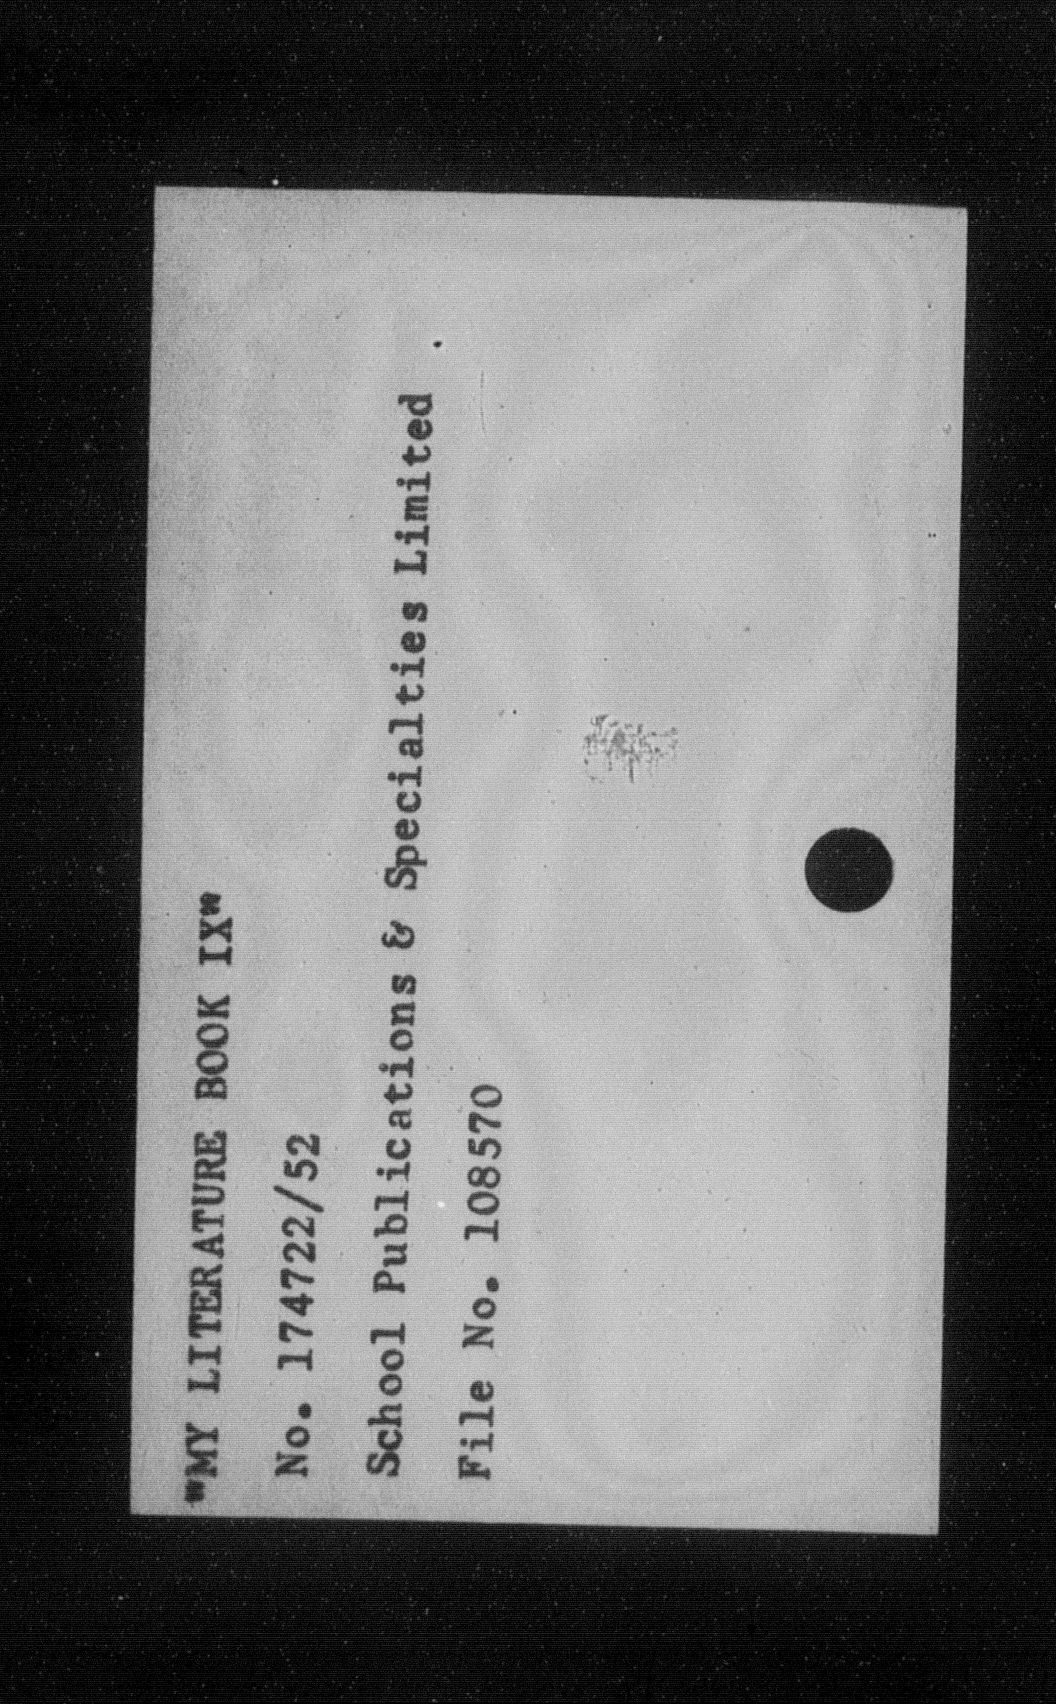 "MY LITERATURE BOOK IX"
No. 174722/52
School Publications & Specialties Limited
File No. 108570